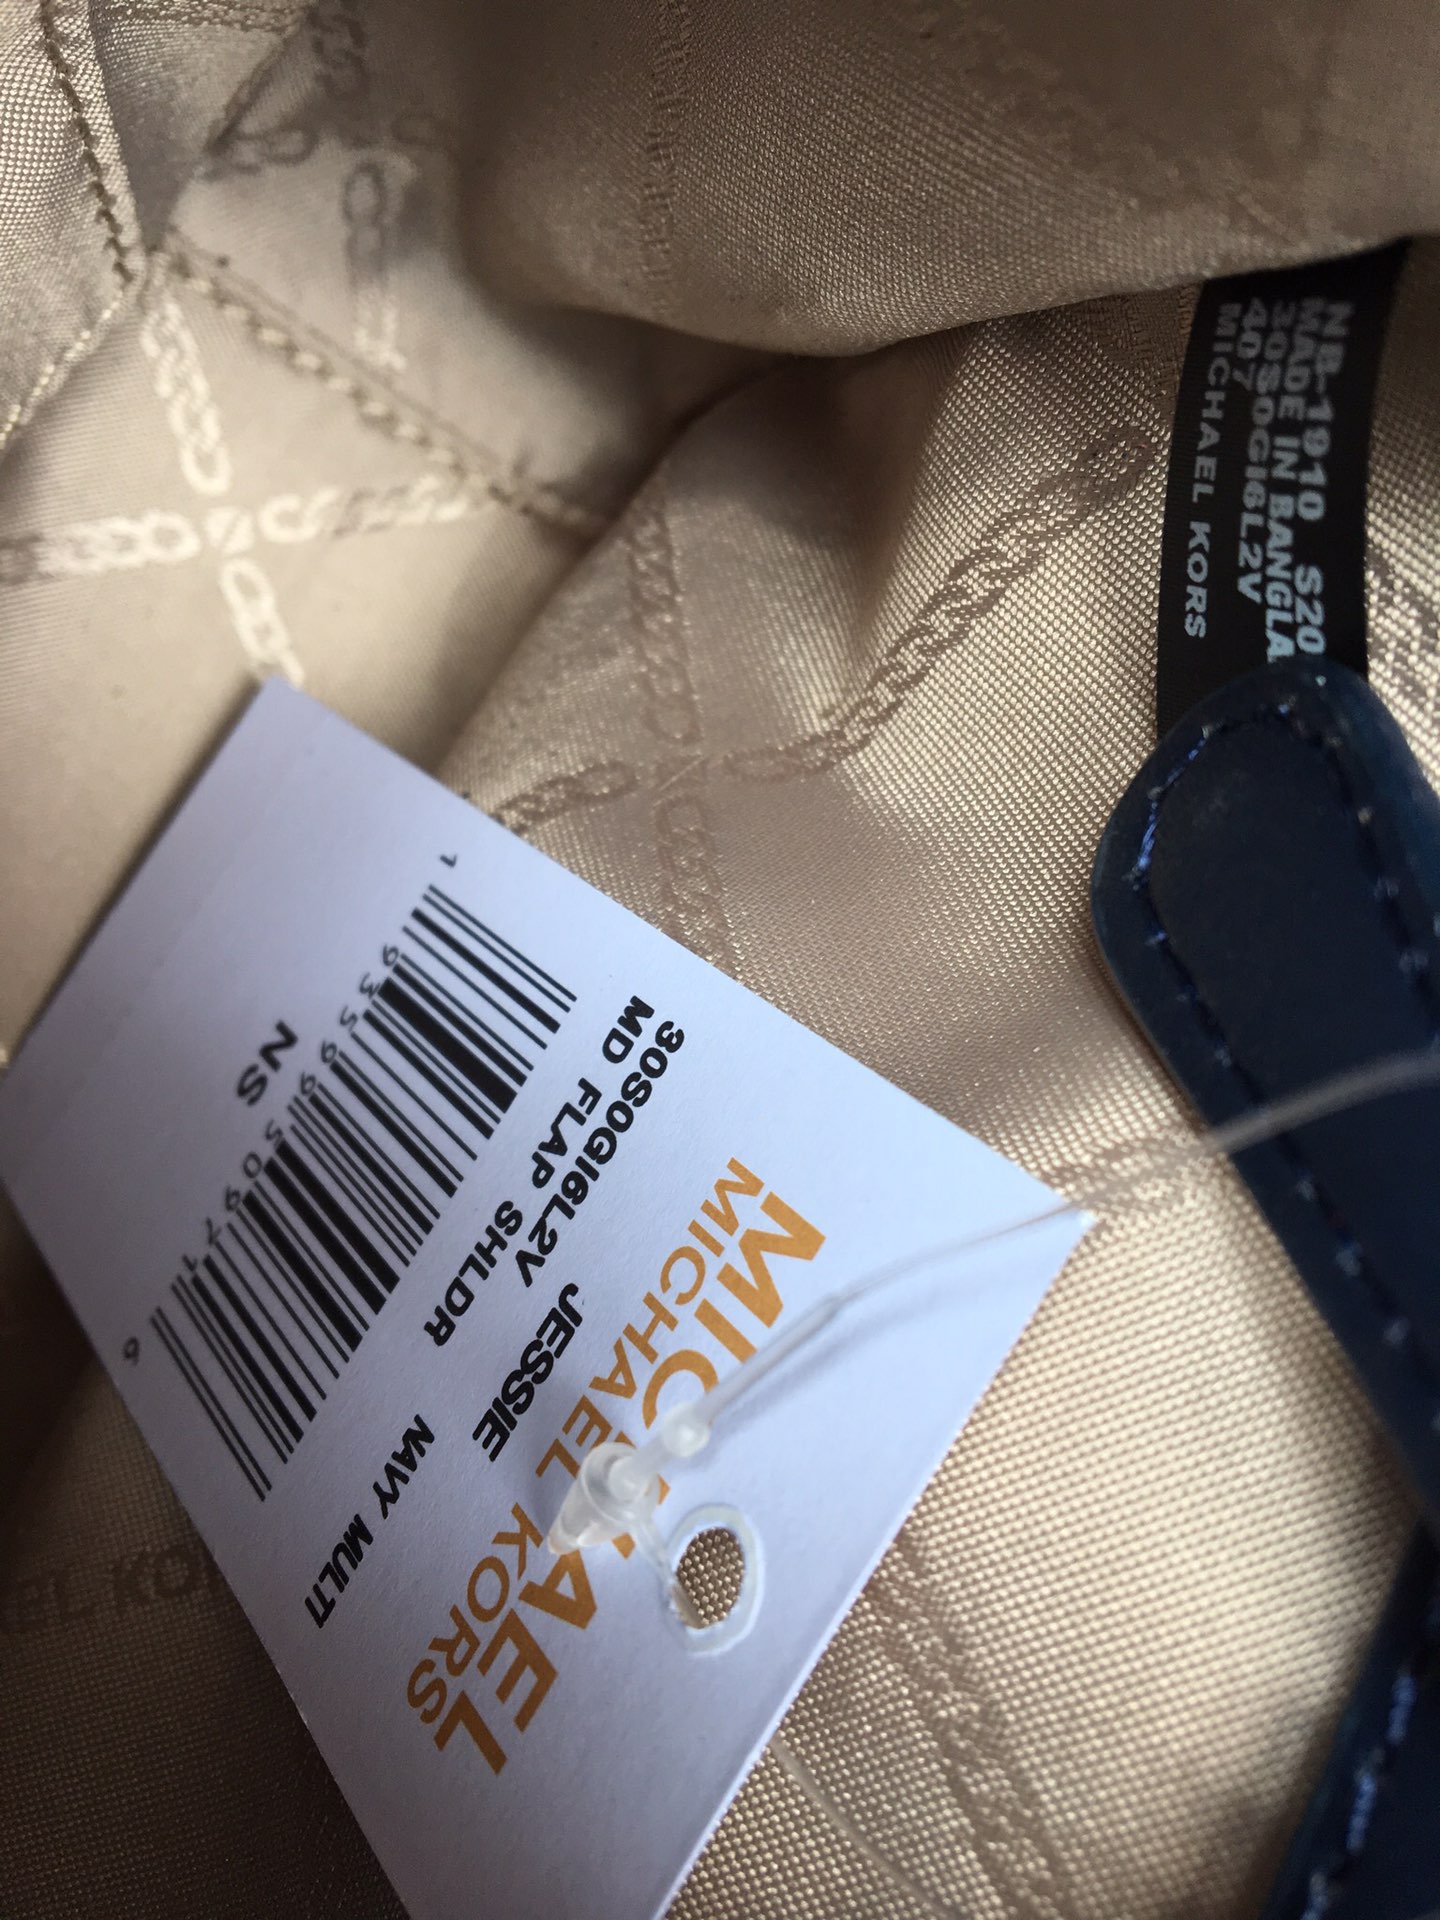 MICHAEL
MICHAEL KORS
30S0GI6L2V JESSIE
MD FLAP SHLDR NAVY MULTI
1 93599 50971 6
NS
NB-1910 S20
MADE IN BANGLA
30S0GI6L2V
407
MICHAEL KORS